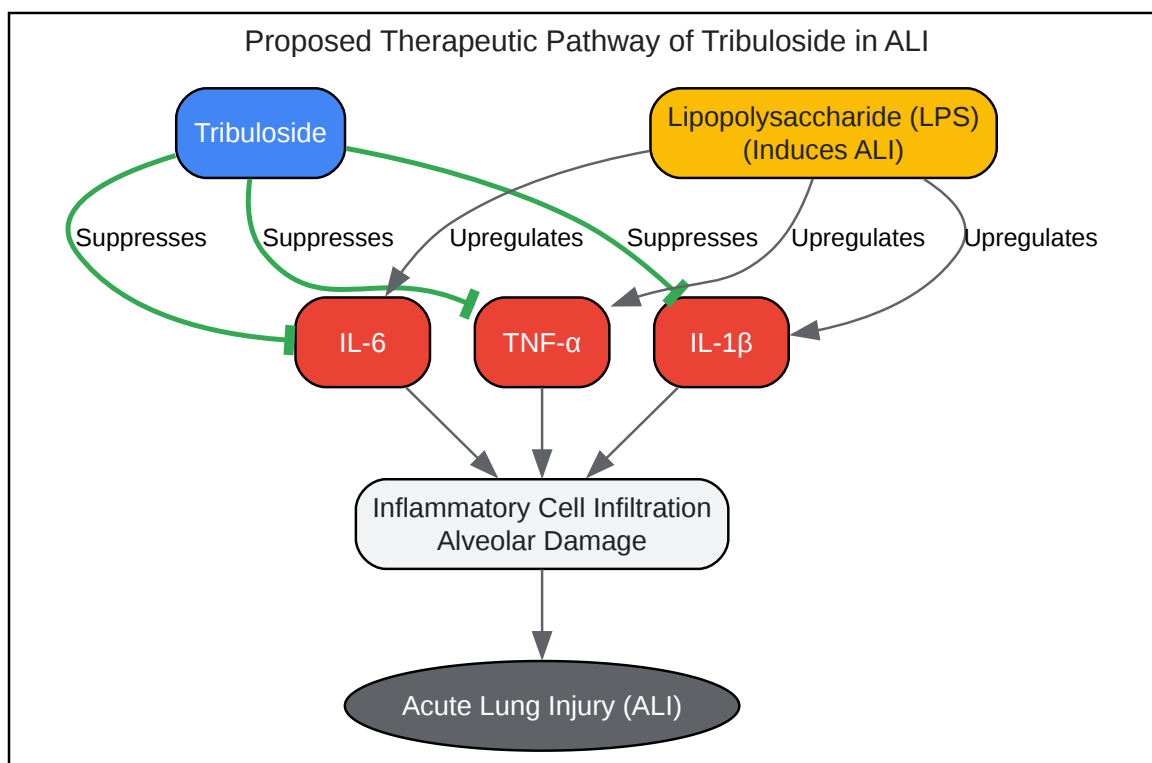 Proposed Therapeutic Pathway of Tribuloside in ALI
Tribuloside
Lipopolysaccharide (LPS)
(Induces ALI)
Suppresses
Suppresses
Upregulates
Suppresses
Upregulates
Upregulates
IL-6
TNF-α
IL-1β
Inflammatory Cell Infiltration
Alveolar Damage
Acute Lung Injury (ALI)